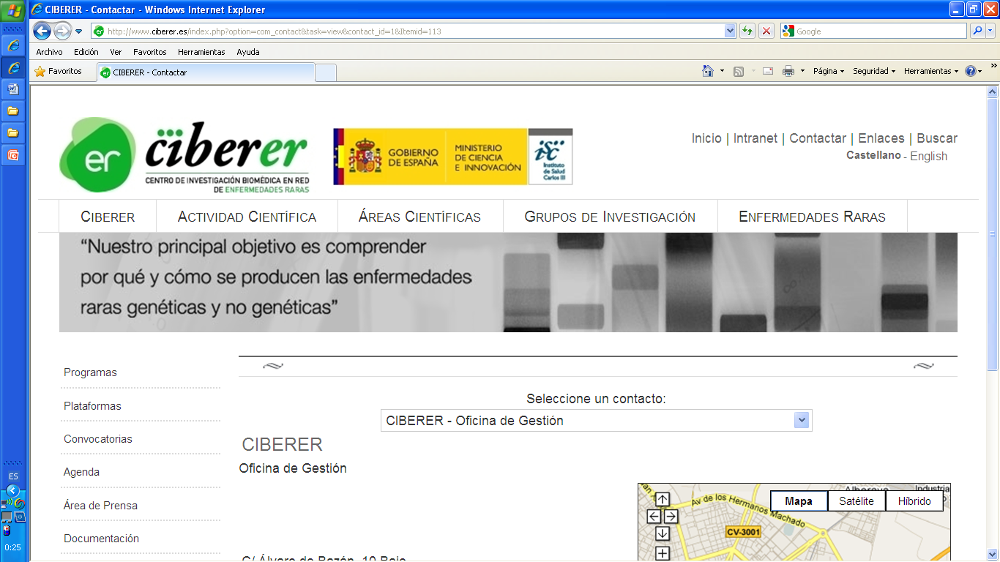 CIBERER - Contactar - Windows Internet Explorer
http://www.ciberer.es/index.php?option=com_contact&task=view&contact_id=1&Itemid=113
Google
Archivo Edición Ver Favoritos Herramientas Ayuda
Favoritos
er CIBERER - Contactar
Página Seguridad Herramientas
er
ciberer
CENTRO DE INVESTIGACIÓN BIOMÉDICA EN RED
DE ENFERMEDADES RARAS
GOBIERNO
DE ESPAÑA
MINISTERIO
DE CIENCIA
E INNOVACIÓN
isc
Instituto
de Salud
Carlos III
Inicio | Intranet | Contactar | Enlaces | Buscar
Castellano - English
CIBERER
ACTIVIDAD CIENTÍFICA
ÁREAS CIENTÍFICAS
GRUPOS DE INVESTIGACIÓN
ENFERMEDADES RARAS
“Nuestro principal objetivo es comprender
por qué y cómo se producen las enfermedades
raras genéticas y no genéticas”
Programas
Plataformas
Convocatorias
Agenda
Área de Prensa
Documentación
Seleccione un contacto:
CIBERER - Oficina de Gestión
CIBERER
Oficina de Gestión
C/ Álvaro de Bazán, 10 Bajo
Alboraya
Industrial
Mapa Satélite Híbrido
Av de los Hermanos Machado
CV-3001
ES
0:25